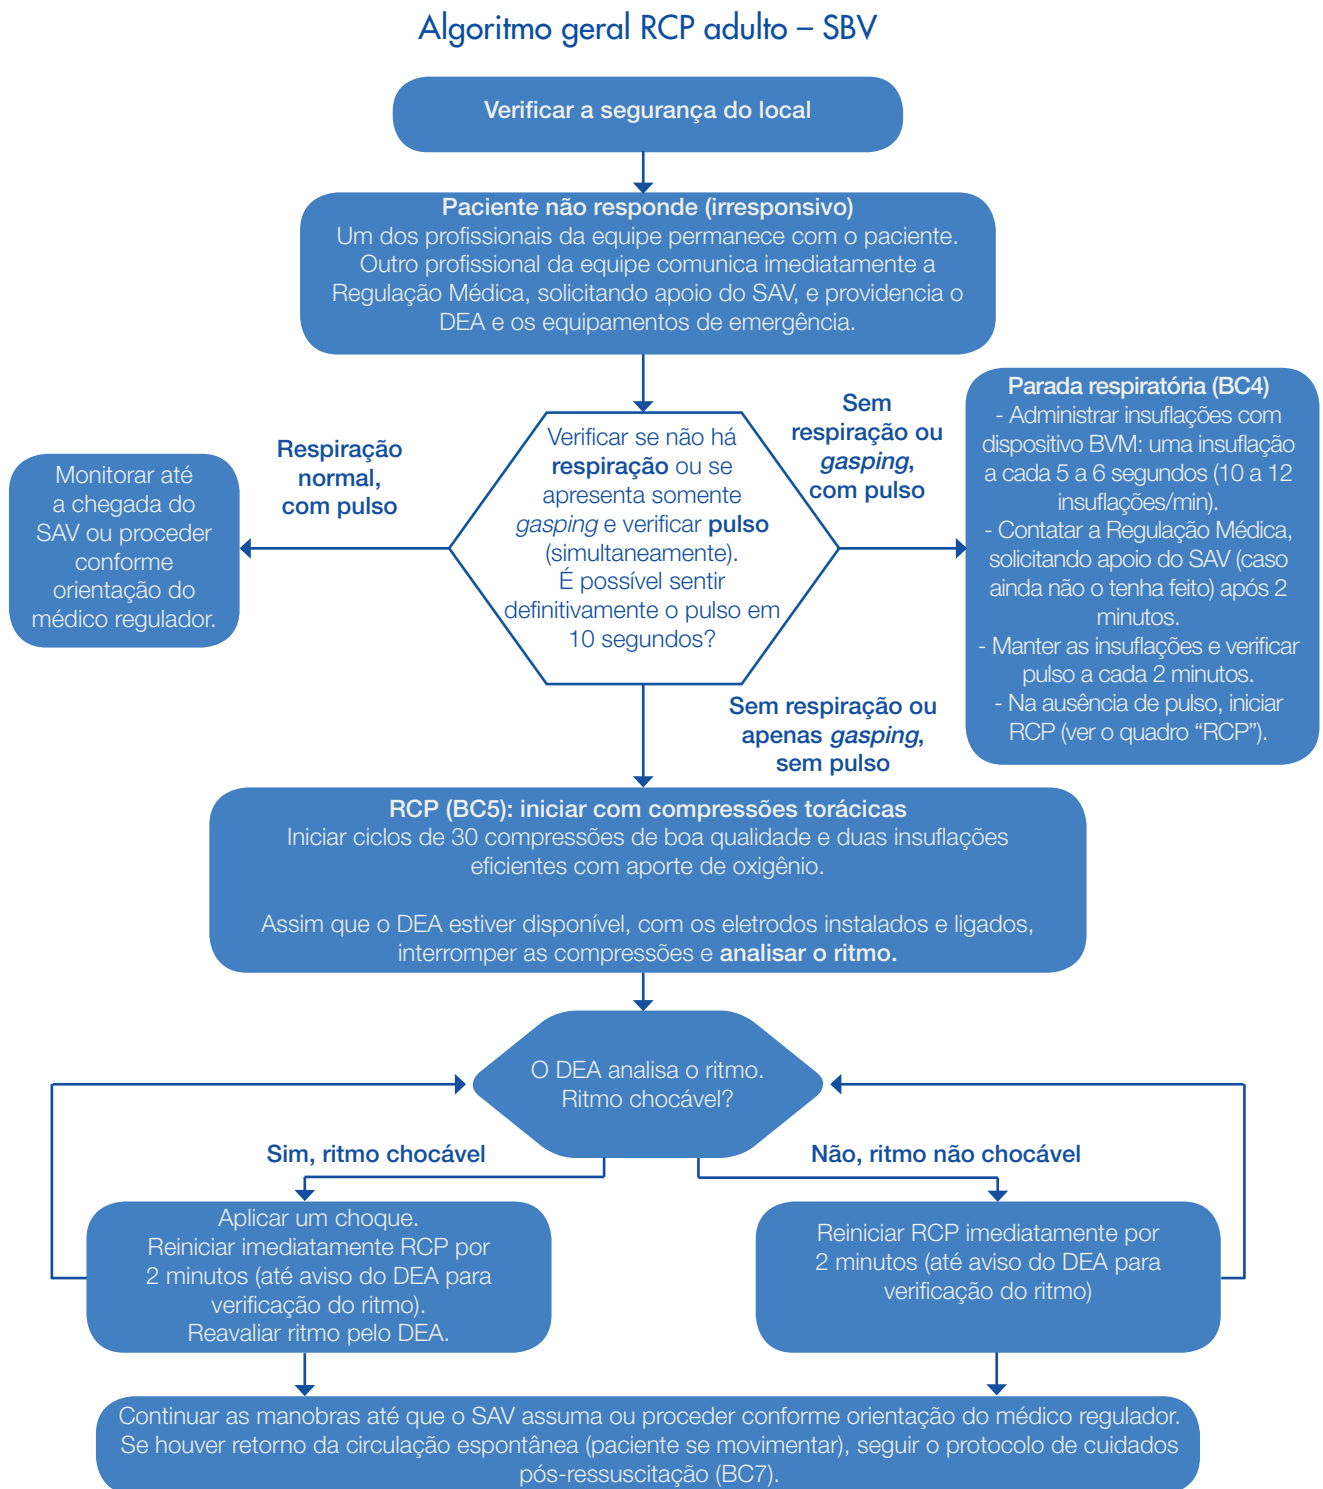 Algoritmo geral RCP adulto – SBV
Verificar a segurança do local
Paciente não responde (irresponsivo)
Um dos profissionais da equipe permanece com o paciente.
Outro profissional da equipe comunica imediatamente a
Regulação Médica, solicitando apoio do SAV, e providencia o
DEA e os equipamentos de emergência.
Verificar se não há
respiração ou se
apresenta somente
gasping e verificar pulso
(simultaneamente).
É possível sentir
definitivamente o pulso em
10 segundos?
Respiração
normal,
com pulso
Monitorar até
a chegada do
SAV ou proceder
conforme
orientação do
médico regulador.
Sem
respiração ou
gasping,
com pulso
Parada respiratória (BC4)
- Administrar insuflações com
dispositivo BVM: uma insuflação
a cada 5 a 6 segundos (10 a 12
insuflações/min).
- Contatar a Regulação Médica,
solicitando apoio do SAV (caso
ainda não o tenha feito) após 2
minutos.
- Manter as insuflações e verificar
pulso a cada 2 minutos.
- Na ausência de pulso, iniciar
RCP (ver o quadro “RCP”).
Sem respiração ou
apenas gasping,
sem pulso
RCP (BC5): iniciar com compressões torácicas
Iniciar ciclos de 30 compressões de boa qualidade e duas insuflações
eficientes com aporte de oxigênio.
Assim que o DEA estiver disponível, com os eletrodos instalados e ligados,
interromper as compressões e analisar o ritmo.
O DEA analisa o ritmo.
Ritmo chocável?
Sim, ritmo chocável
Aplicar um choque.
Reiniciar imediatamente RCP por
2 minutos (até aviso do DEA para
verificação do ritmo).
Reavaliar ritmo pelo DEA.
Não, ritmo não chocável
Reiniciar RCP imediatamente por
2 minutos (até aviso do DEA para
verificação do ritmo)
Continuar as manobras até que o SAV assuma ou proceder conforme orientação do médico regulador.
Se houver retorno da circulação espontânea (paciente se movimentar), seguir o protocolo de cuidados
pós-ressuscitação (BC7).